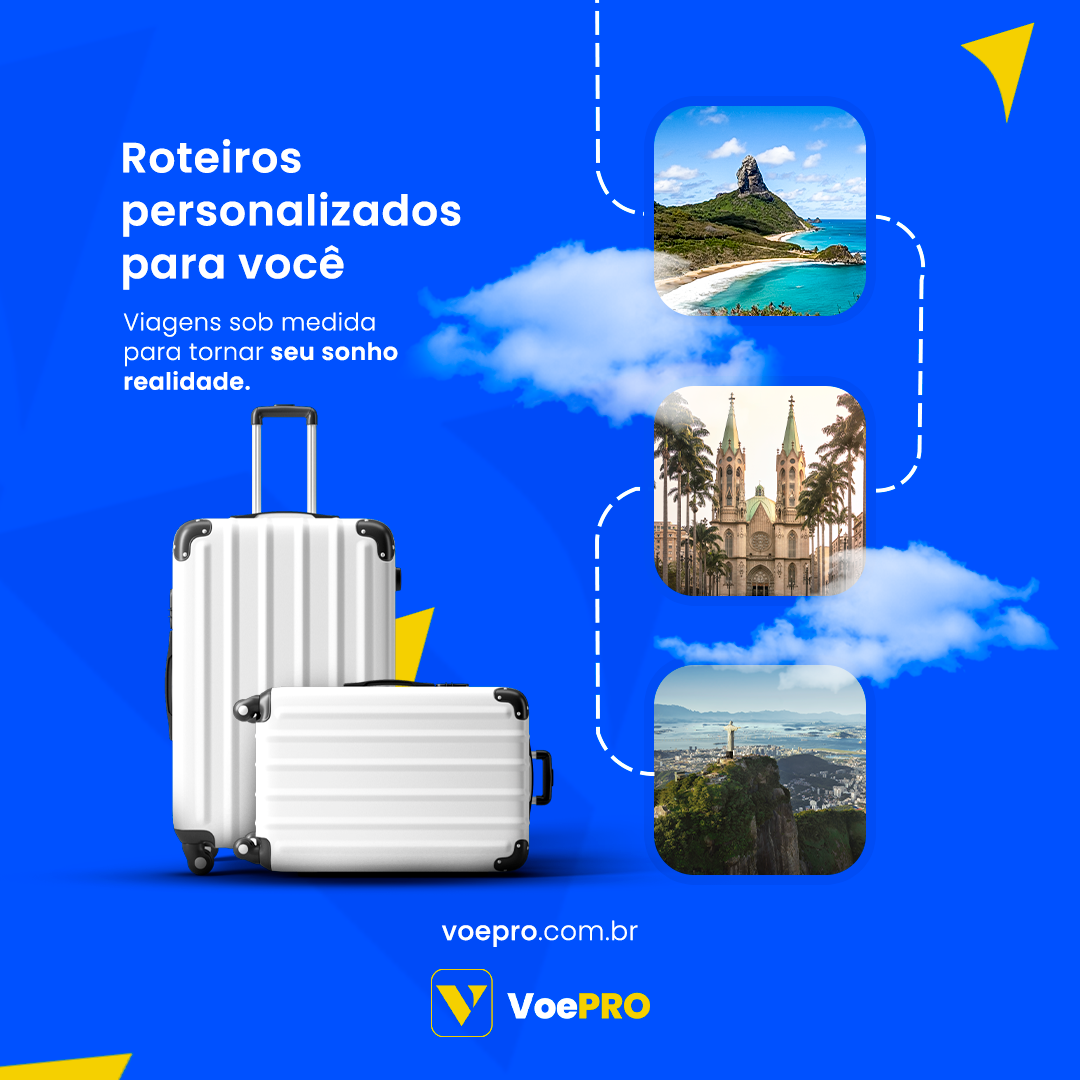 Roteiros
personalizados
para você
Viagens sob medida
para tornar seu sonho
realidade.
voepro.com.br
VoePRO